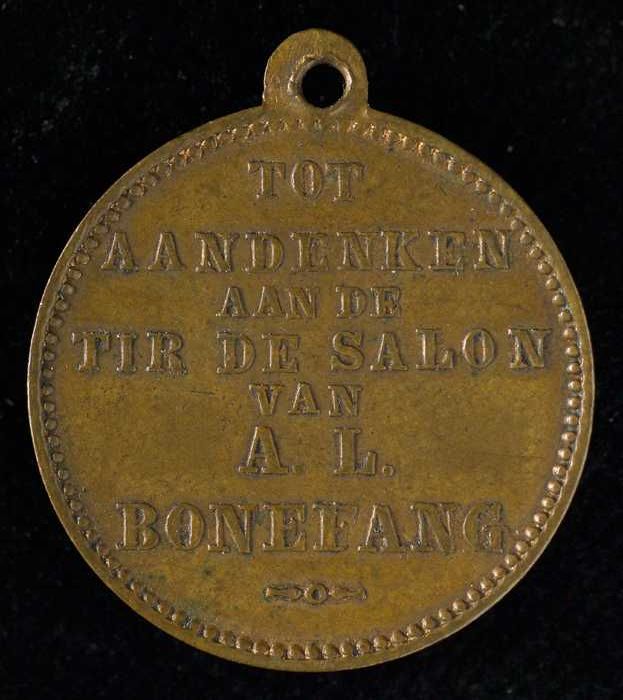 TOT
AANDENKEN
AAN DE
TIR DE SALON
VAN
A. L.
BONEFANG